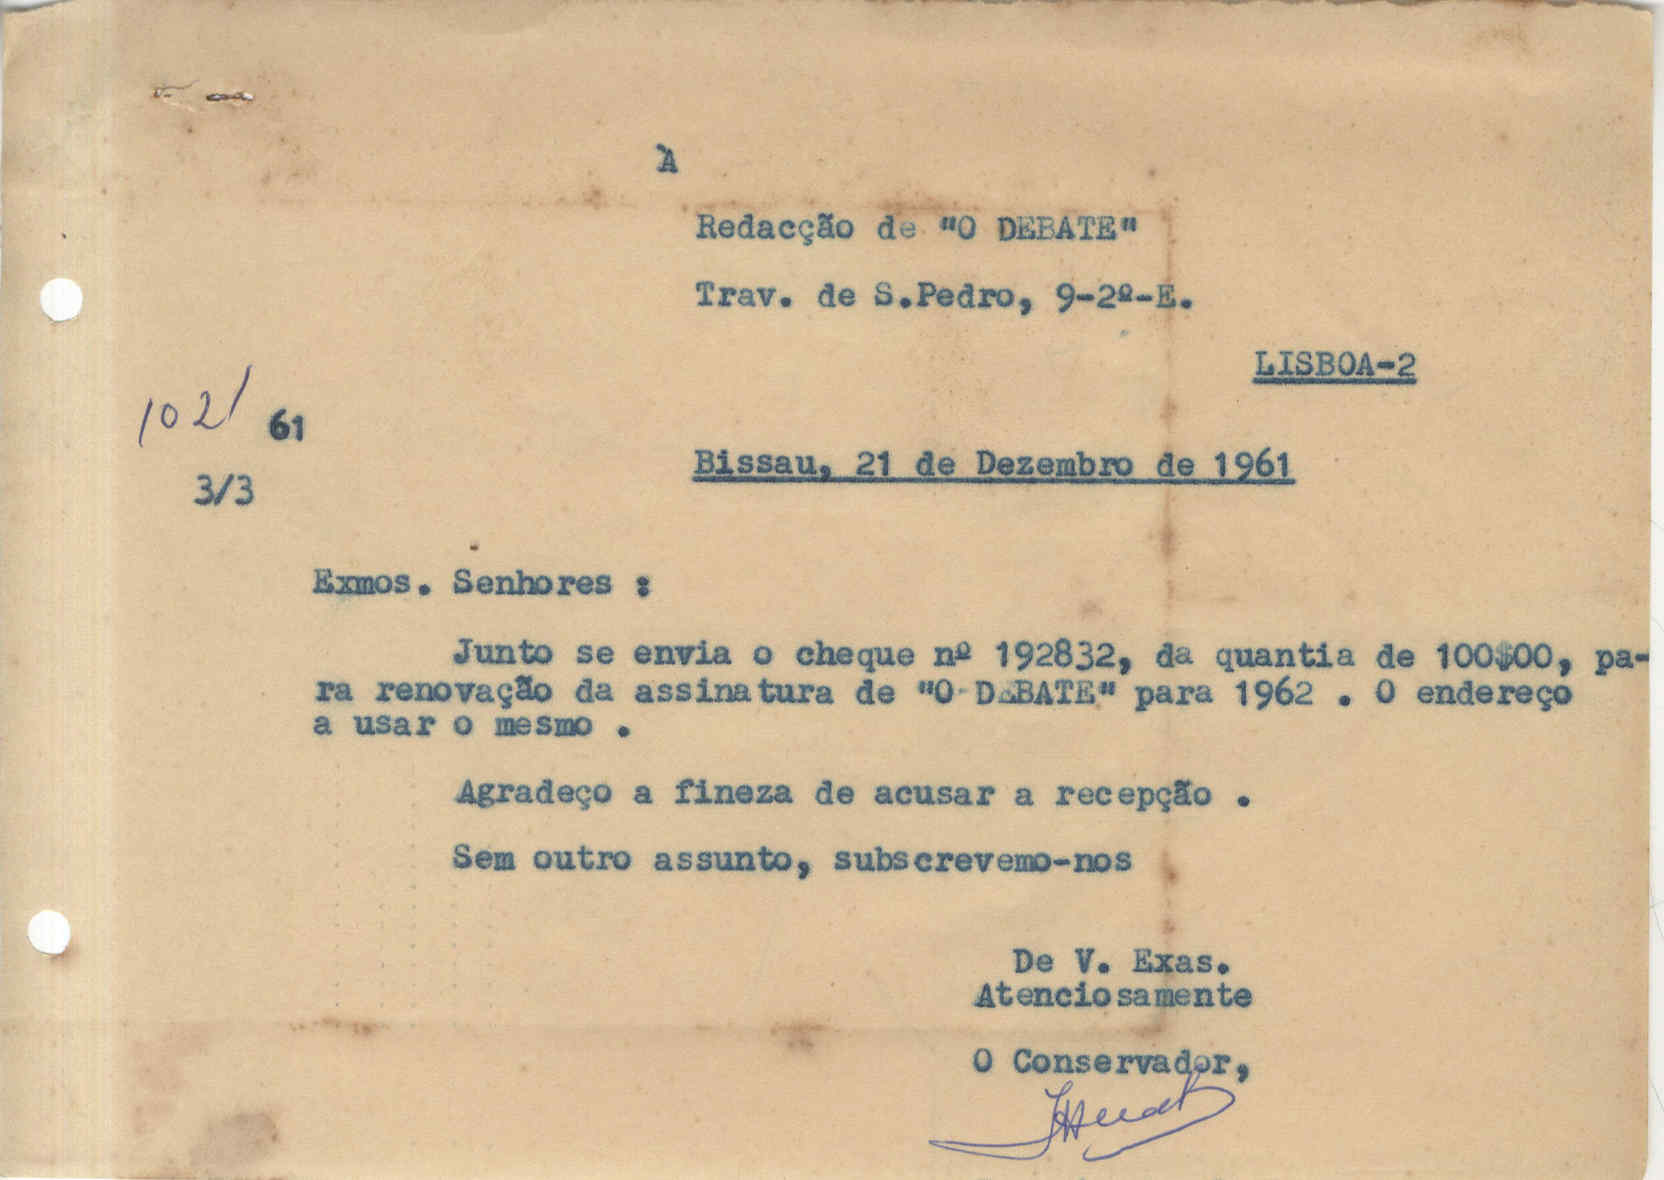 À
Redacção de "O DEBATE"
Trav. de S.Pedro, 9-2º-E.
LISBOA-2
102/ 61
Bissau, 21 de Dezembro de 1961
3/3
Exmos. Senhores :
Junto se envia o cheque nº 192832, da quantia de 100$00, pa-
ra renovação da assinatura de "O DEBATE" para 1962 . O endereço
a usar o mesmo .
Agradeço a fineza de acusar a recepção .
Sem outro assunto, subscrevemo-nos
De V. Exas.
Atenciosamente
O Conservador,